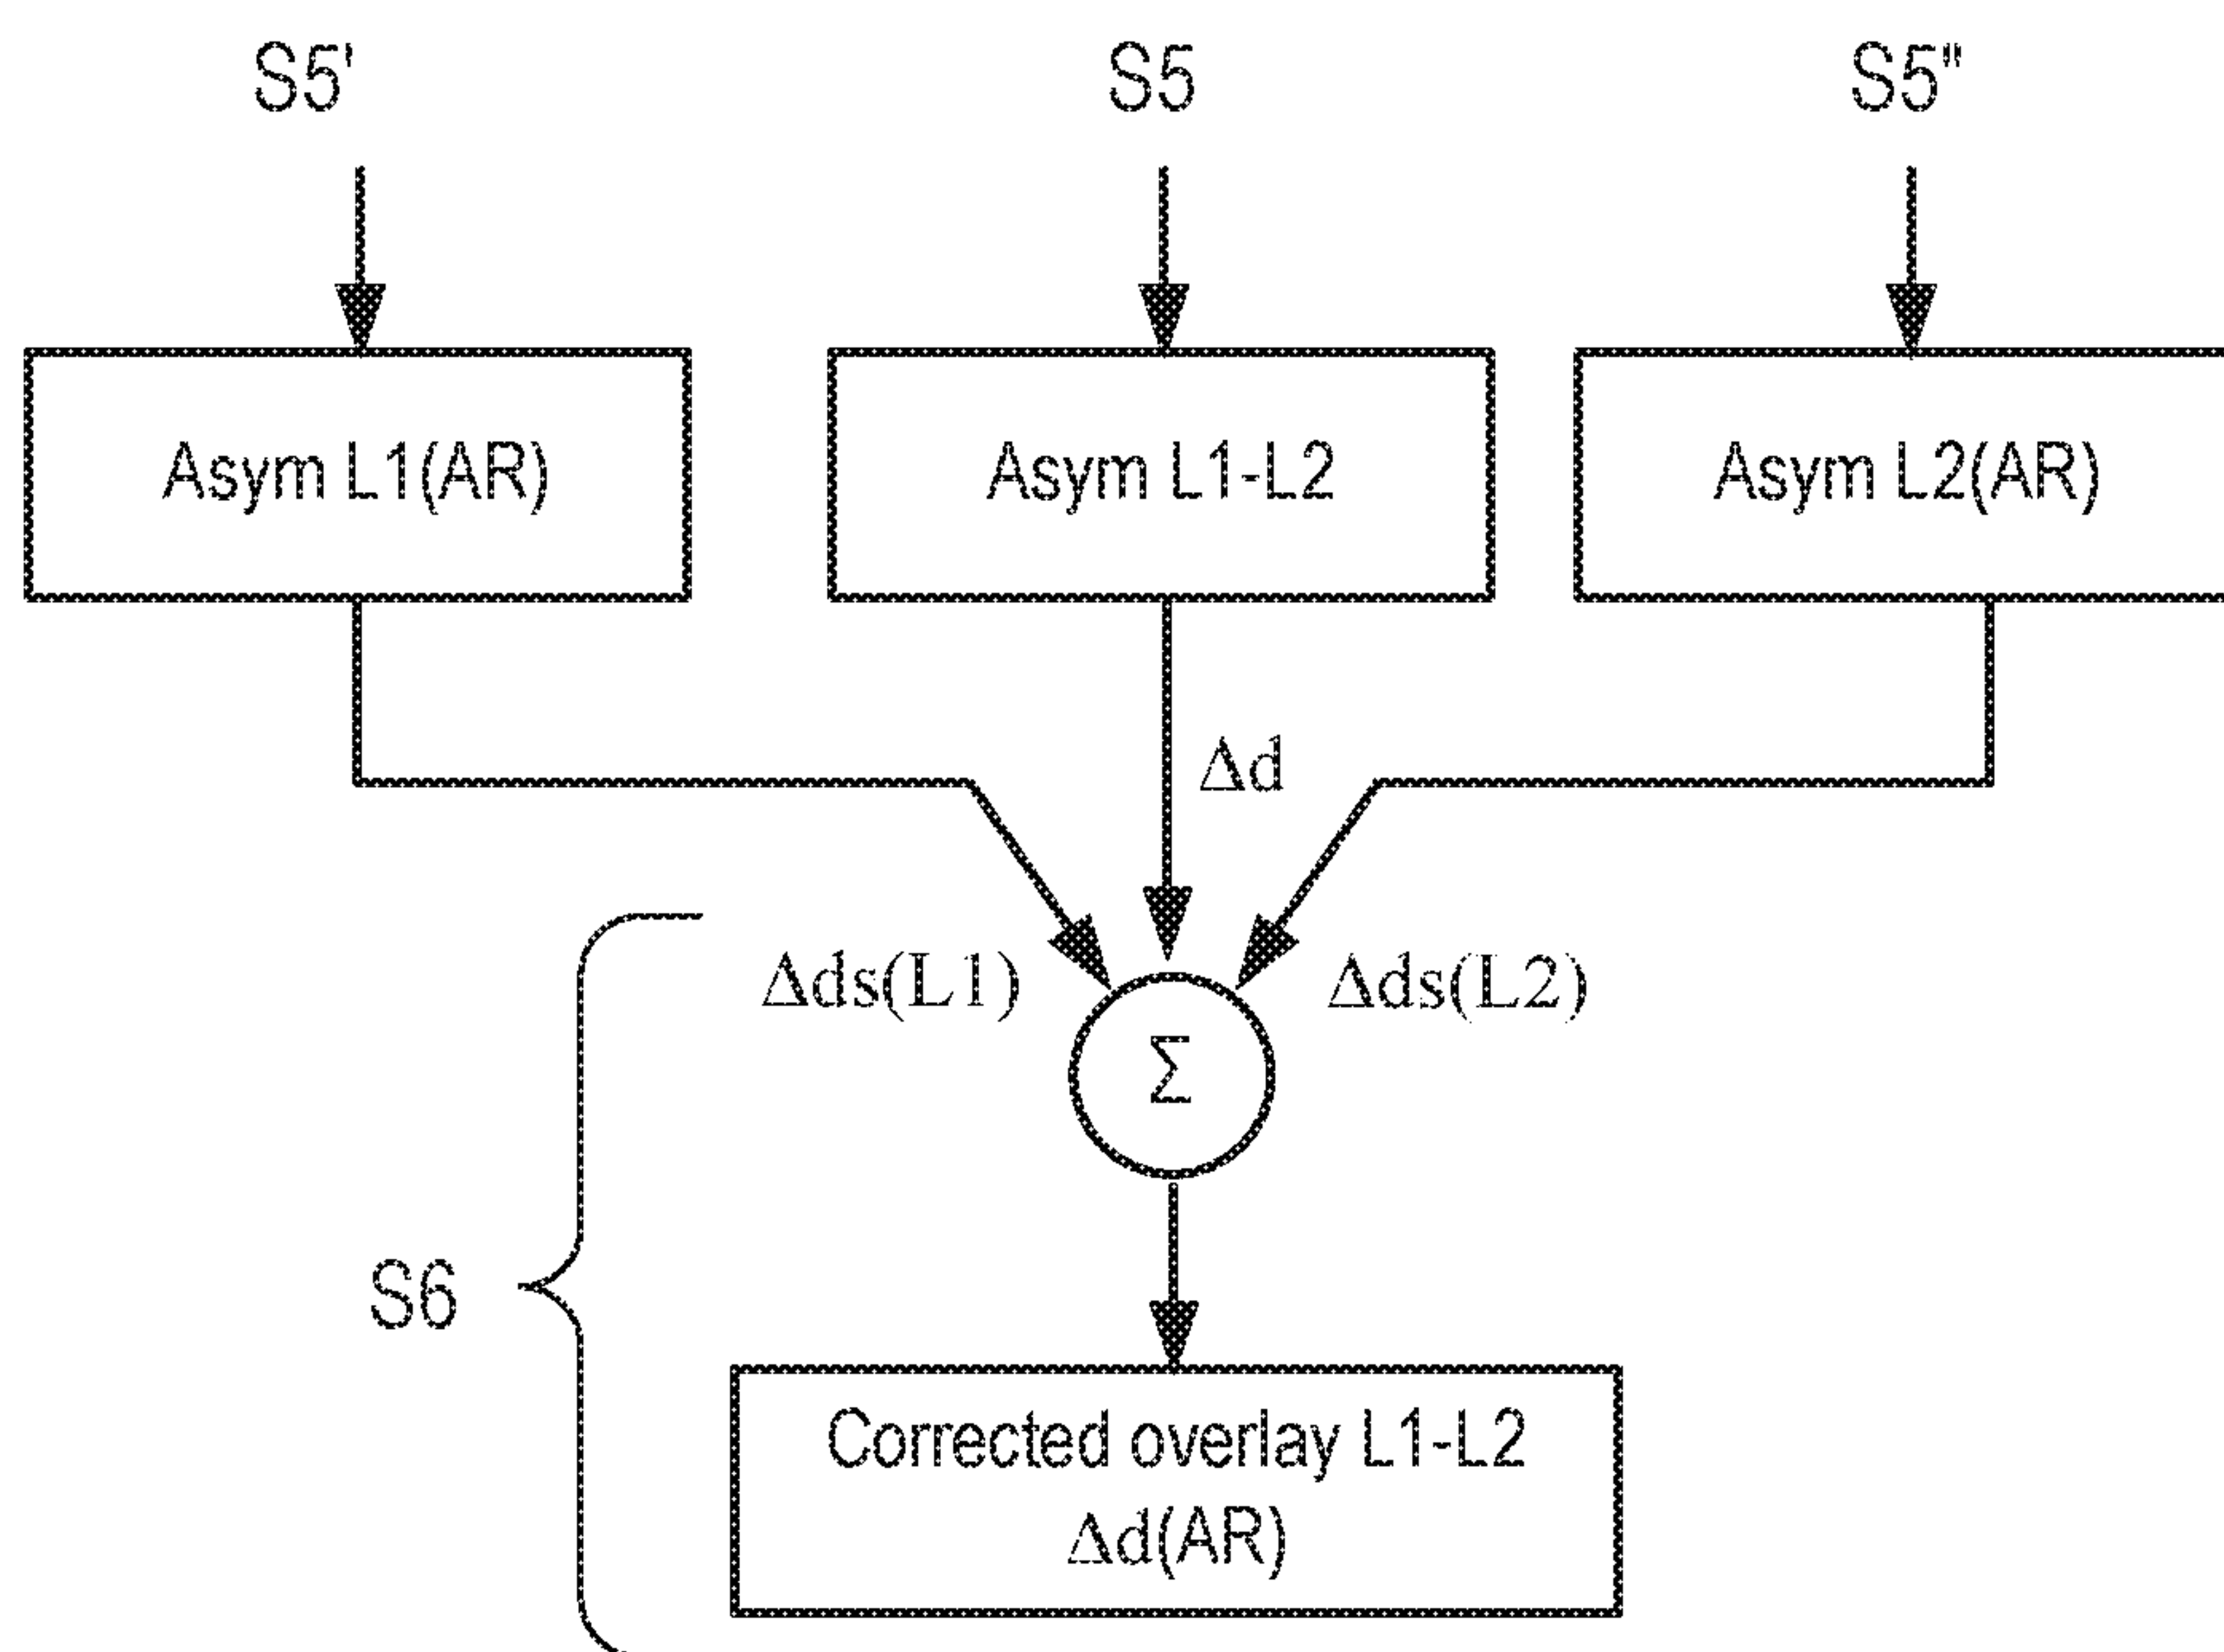 S5'
S5
S5"
Asym L1(AR)
Asym L1-L2
Asym L2(AR)
Δd
Δds(L1)
Δds(L2)
Σ
S6
Corrected overlay L1-L2
Δd(AR)